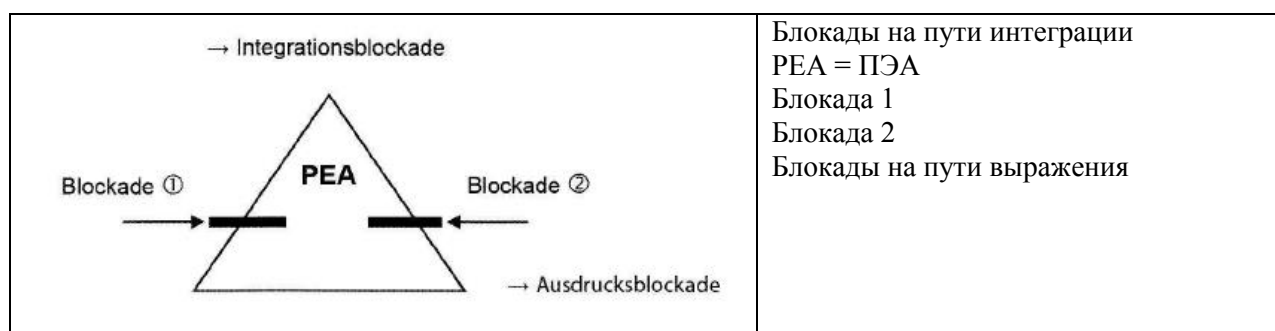 → Integrationsblockade
PEA
Blockade ①
Blockade ②
→ Ausdrucksblockade
Блокады на пути интеграции
PEA = ПЭА
Блокада 1
Блокада 2
Блокады на пути выражения